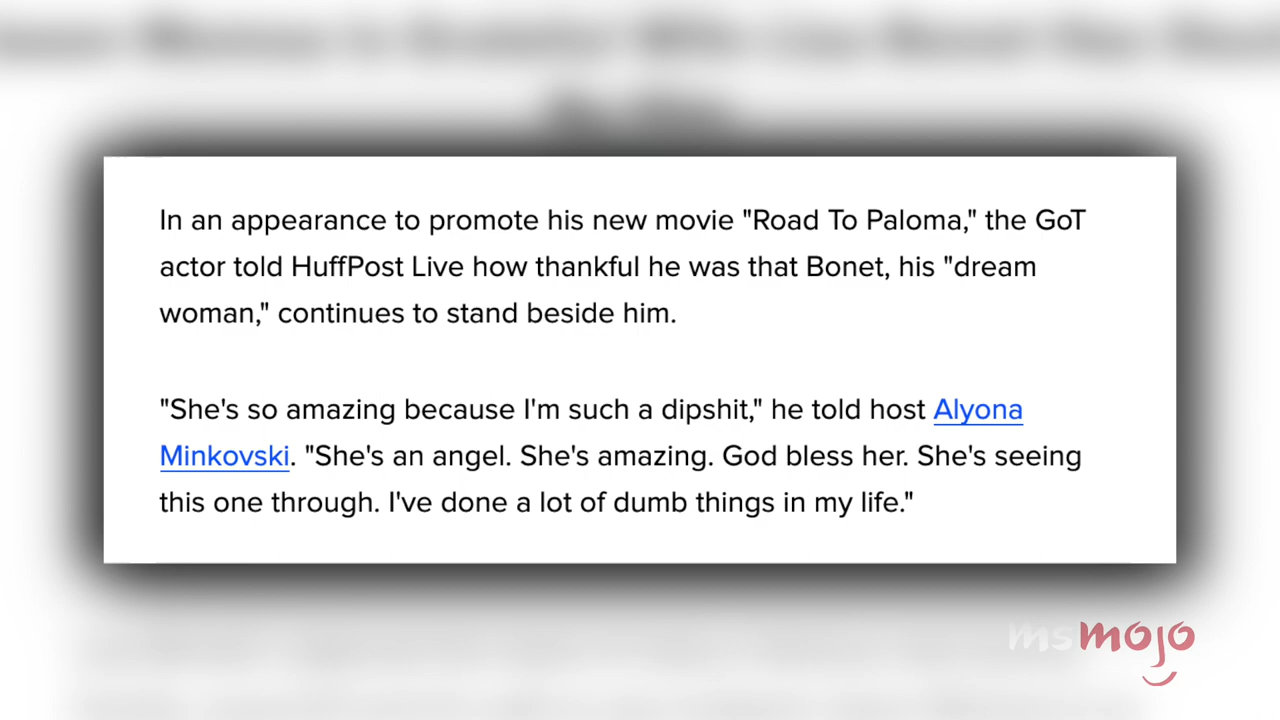 In an appearance to promote his new movie "Road To Paloma," the GoT
actor told HuffPost Live how thankful he was that Bonet, his "dream
woman," continues to stand beside him.
"She's so amazing because I'm such a dipshit," he told host Alyona
Minkovski. "She's an angel. She's amazing. God bless her. She's seeing
this one through. I've done a lot of dumb things in my life."
msmojo